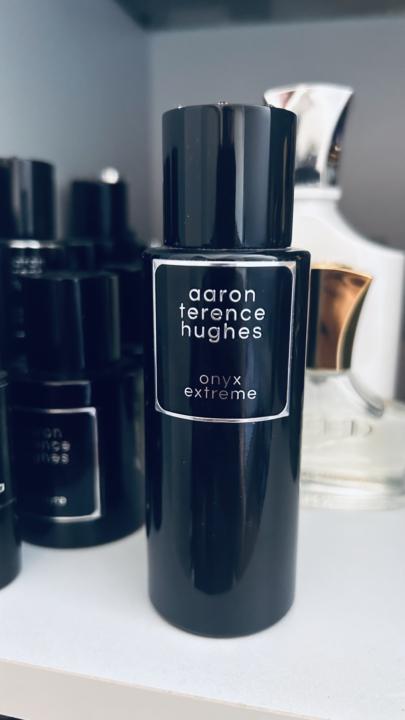 aaron
terence
hughes
onyx
extreme